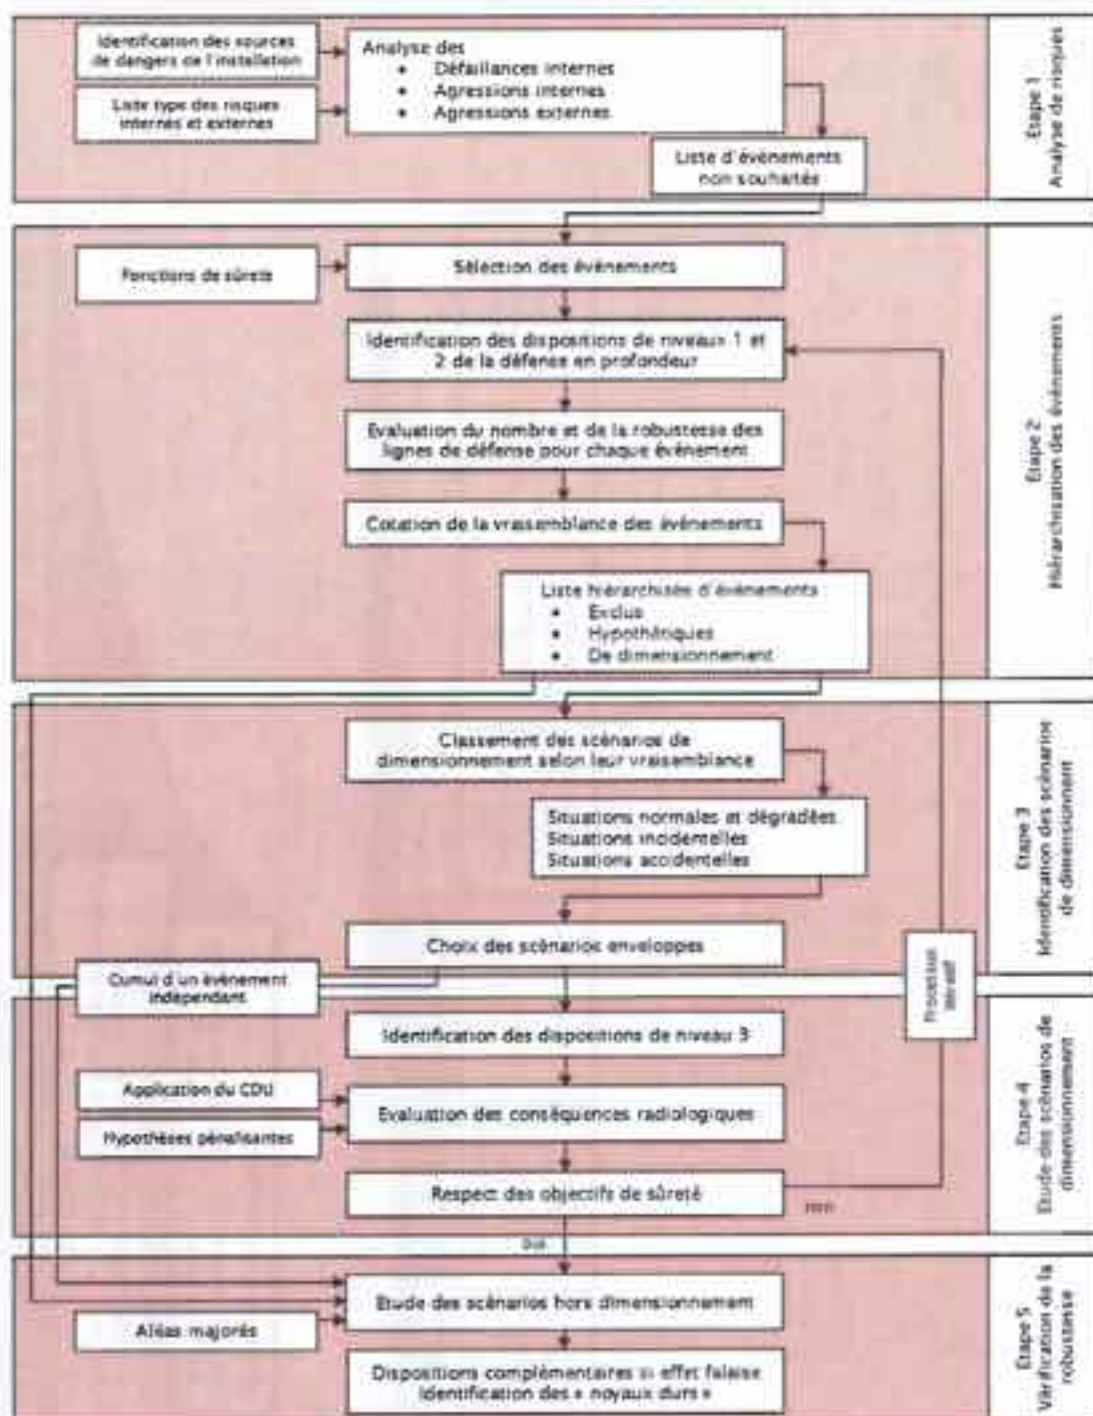 Identification des sources
de dangers de l'installation
Liste type des risques
internes et externes
Analyse des
• Défaillances internes
• Agressions internes
• Agressions externes
Liste d'évènements
non souhaités
Etape 1
Analyse de risques
Fonctions de sûreté
Sélection des évènements
Identification des dispositions de niveaux 1 et
2 de la défense en profondeur
Evaluation du nombre et de la robustesse des
lignes de défense pour chaque évènement
Cotation de la vraisemblance des évènements
Liste hiérarchisée d'évènements
• Exclus
• Hypothétiques
• De dimensionnement
Etape 2
Hiérarchisation des évènements
Classement des scénarios de
dimensionnement selon leur vraisemblance
Situations normales et dégradées
Situations incidentelles
Situations accidentelles
Choix des scénarios enveloppes
Etape 3
Identification des scénarios
de dimensionnent
Cumul d'un évènement
indépendant
Processus
itératif
Identification des dispositions de niveau 3
Application du CDU
Hypothèses pénalisantes
Evaluation des conséquences radiologiques
Respect des objectifs de sûreté
non
oui
Etape 4
Etude des scénarios de
dimensionnement
Etude des scénarios hors dimensionnement
Aléas majorés
Dispositions complémentaires si effet falaise
Identification des « noyaux durs »
Etape 5
Vérification de la
robustesse